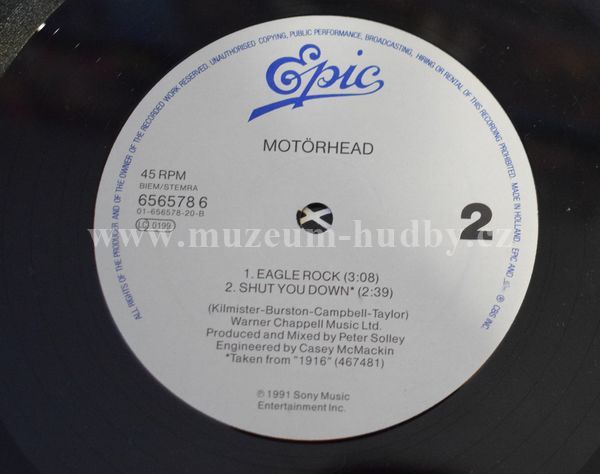 ALL RIGHTS OF THE PRODUCER AND OF THE OWNER OF THE RECORDED WORK RESERVED. UNAUTHORISED COPYING, PUBLIC PERFORMANCE, BROADCASTING, HIRING OR RENTAL OF THIS RECORDING PROHIBITED. MADE IN HOLLAND. EPIC AND ℗ CBS INC.
Epic
MOTÖRHEAD
45 RPM
BIEM/STEMRA
656578 6
01-656578-20-B
LC 0199
2
www.muzeum-hudby.cz
1. EAGLE ROCK (3:08)
2. SHUT YOU DOWN* (2:39)
(Kilmister-Burston-Campbell-Taylor)
Warner Chappell Music Ltd.
Produced and Mixed by Peter Solley
Engineered by Casey McMackin
*Taken from "1916" (467481)
℗ 1991 Sony Music
Entertainment Inc.